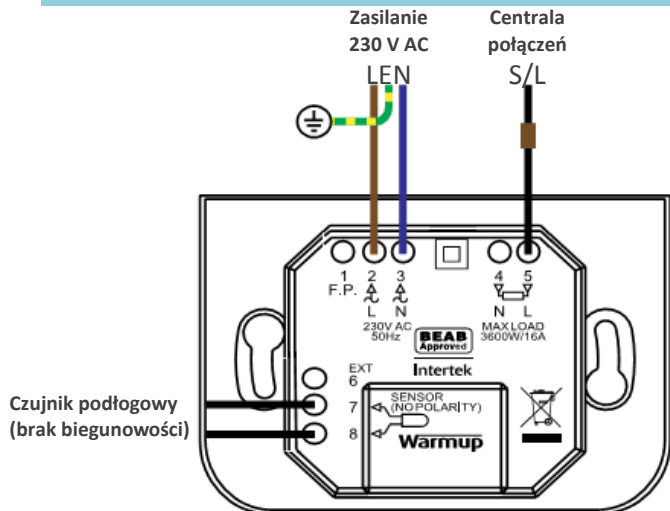 Zasilanie
230 V AC
LEN
Centrala
połączeń
S/L
1 2 3 4 5
F.P.
L N N L
230V AC
50Hz
BEAB
Approved
MAX LOAD
3600W/16A
Intertek
EXT
6
Czujnik podłogowy
(brak biegunowości)
7
8
SENSOR
(NO POLARITY)
Warmup